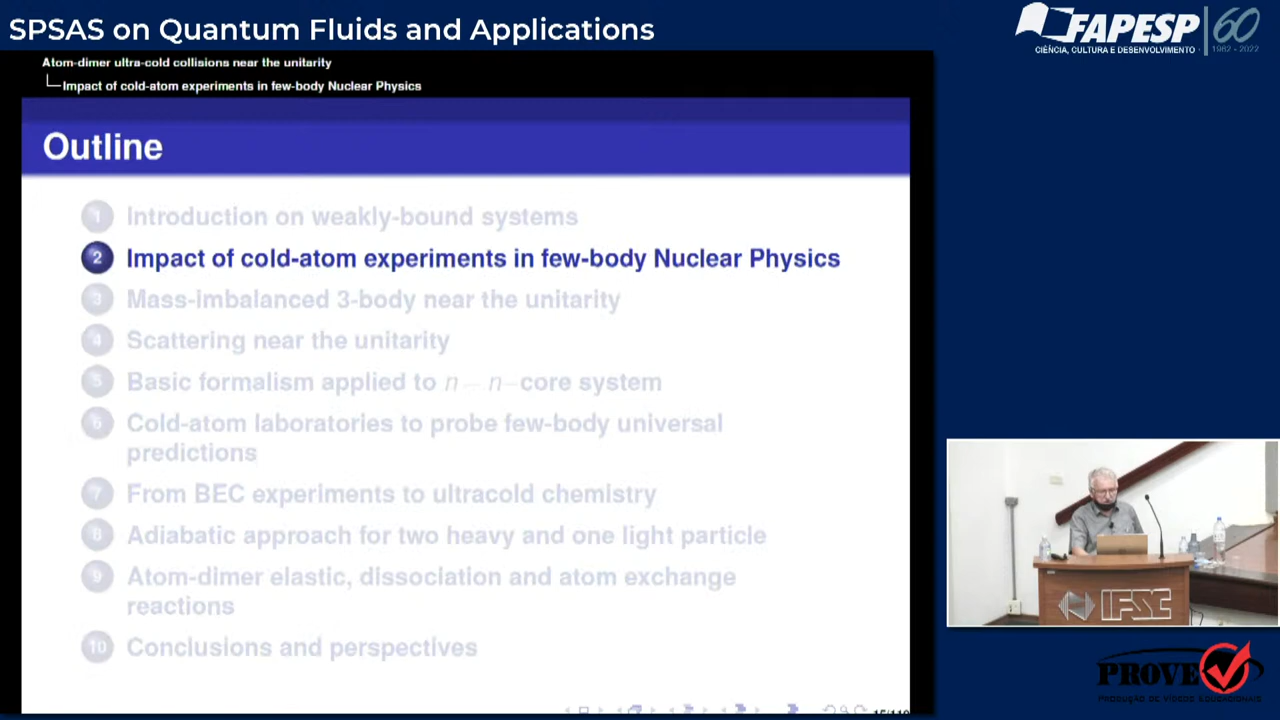 SPSAS on Quantum Fluids and Applications
FAPESP 60
CIÊNCIA, CULTURA E DESENVOLVIMENTO 1962 - 2022
Atom-dimer ultra-cold collisions near the unitarity
Impact of cold-atom experiments in few-body Nuclear Physics
Outline
1 Introduction on weakly-bound systems
2 Impact of cold-atom experiments in few-body Nuclear Physics
3 Mass-imbalanced 3-body near the unitarity
4 Scattering near the unitarity
5 Basic formalism applied to n − n−core system
6 Cold-atom laboratories to probe few-body universal
predictions
7 From BEC experiments to ultracold chemistry
8 Adiabatic approach for two heavy and one light particle
9 Atom-dimer elastic, dissociation and atom exchange
reactions
10 Conclusions and perspectives
IFSC
PROVE
PRODUÇÃO DE VÍDEOS EDUCACIONAIS